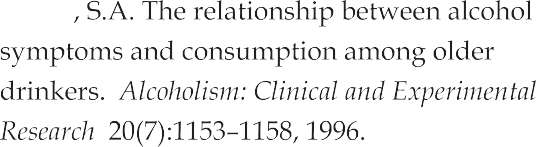 , S.A. The relationship between alcohol
symptoms and consumption among older
drinkers. Alcoholism: Clinical and Experimental
Research 20(7):1153–1158, 1996.